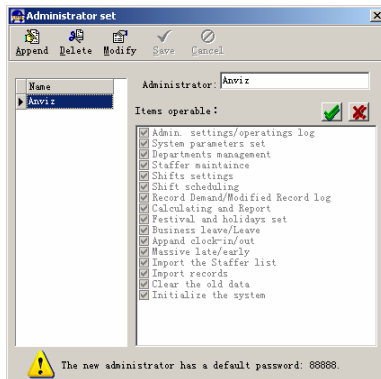 Administrator set
Append Delete Modify Save Cancel
Name
Anviz
Administrator: Anviz
Items operable:
Admin. settings/operatings log
System parameters set
Departments management
Staffer maintaince
Shifts settings
Shift scheduling
Record Demand/Modified Record log
Calculating and Report
Festival and holidays set
Business leave/Leave
Appand clock-in/out
Massive late/early
Import the Staffer list
Import records
Clear the old data
Initialize the system
The new administrator has a default password: 88888.